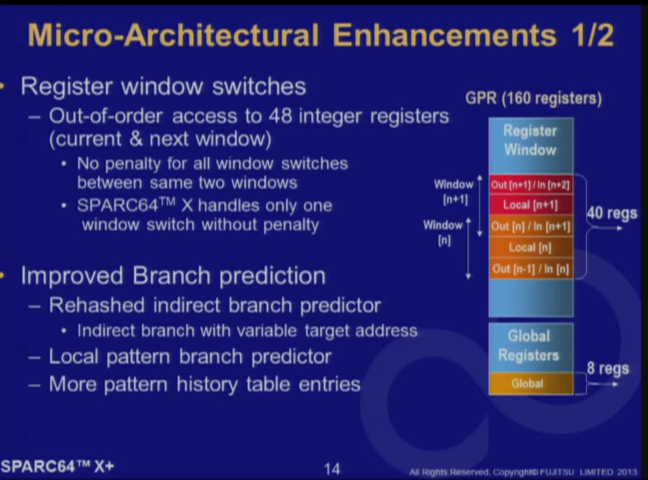 Micro-Architectural Enhancements 1/2
• Register window switches
– Out-of-order access to 48 integer registers
(current & next window)
• No penalty for all window switches
between same two windows
• SPARC64™ X handles only one
window switch without penalty
• Improved Branch prediction
– Rehashed indirect branch predictor
• Indirect branch with variable target address
– Local pattern branch predictor
– More pattern history table entries
GPR (160 registers)
Register
Window
Window
[n+1]
Out [n+1] / In [n+2]
Local [n+1]
Window
[n]
Out [n] / In [n+1]
Local [n]
Out [n-1] / In [n]
40 regs
Global
Registers
Global
8 regs
SPARC64™ X+
14
All Rights Reserved, Copyright© FUJITSU LIMITED 2013